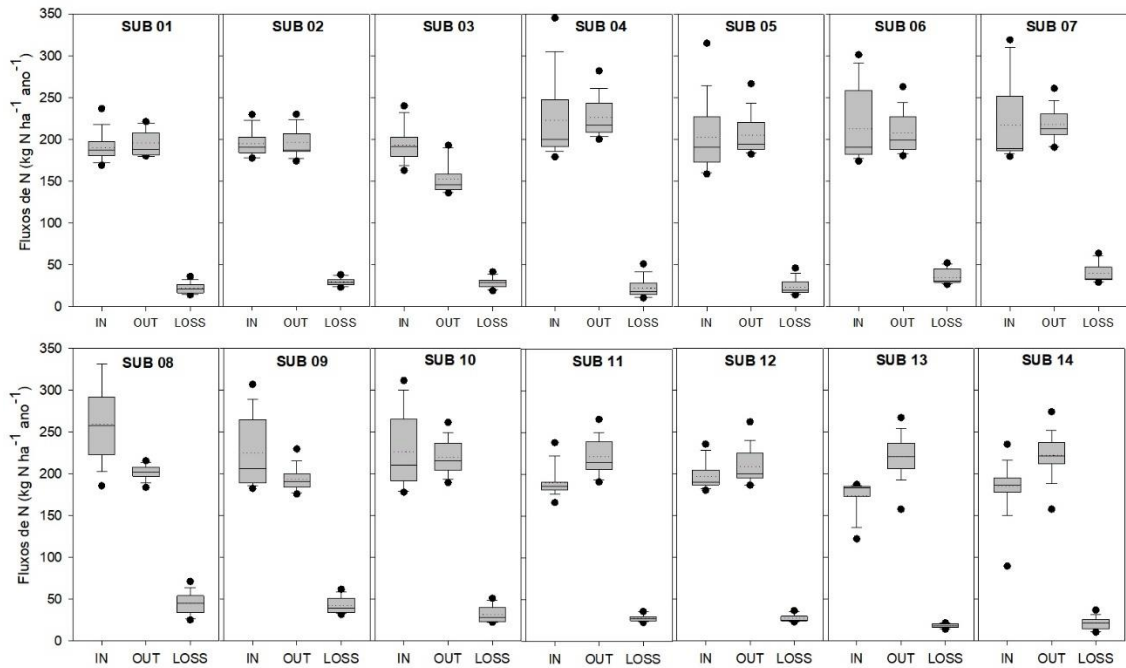 SUB 01 SUB 02 SUB 03 SUB 04 SUB 05 SUB 06 SUB 07
Fluxos de N (kg N ha⁻¹ ano⁻¹)
350
300
250
200
150
100
50
0
IN OUT LOSS IN OUT LOSS IN OUT LOSS IN OUT LOSS IN OUT LOSS IN OUT LOSS IN OUT LOSS
SUB 08 SUB 09 SUB 10 SUB 11 SUB 12 SUB 13 SUB 14
Fluxos de N (kg N ha⁻¹ ano⁻¹)
350
300
250
200
150
100
50
0
IN OUT LOSS IN OUT LOSS IN OUT LOSS IN OUT LOSS IN OUT LOSS IN OUT LOSS IN OUT LOSS